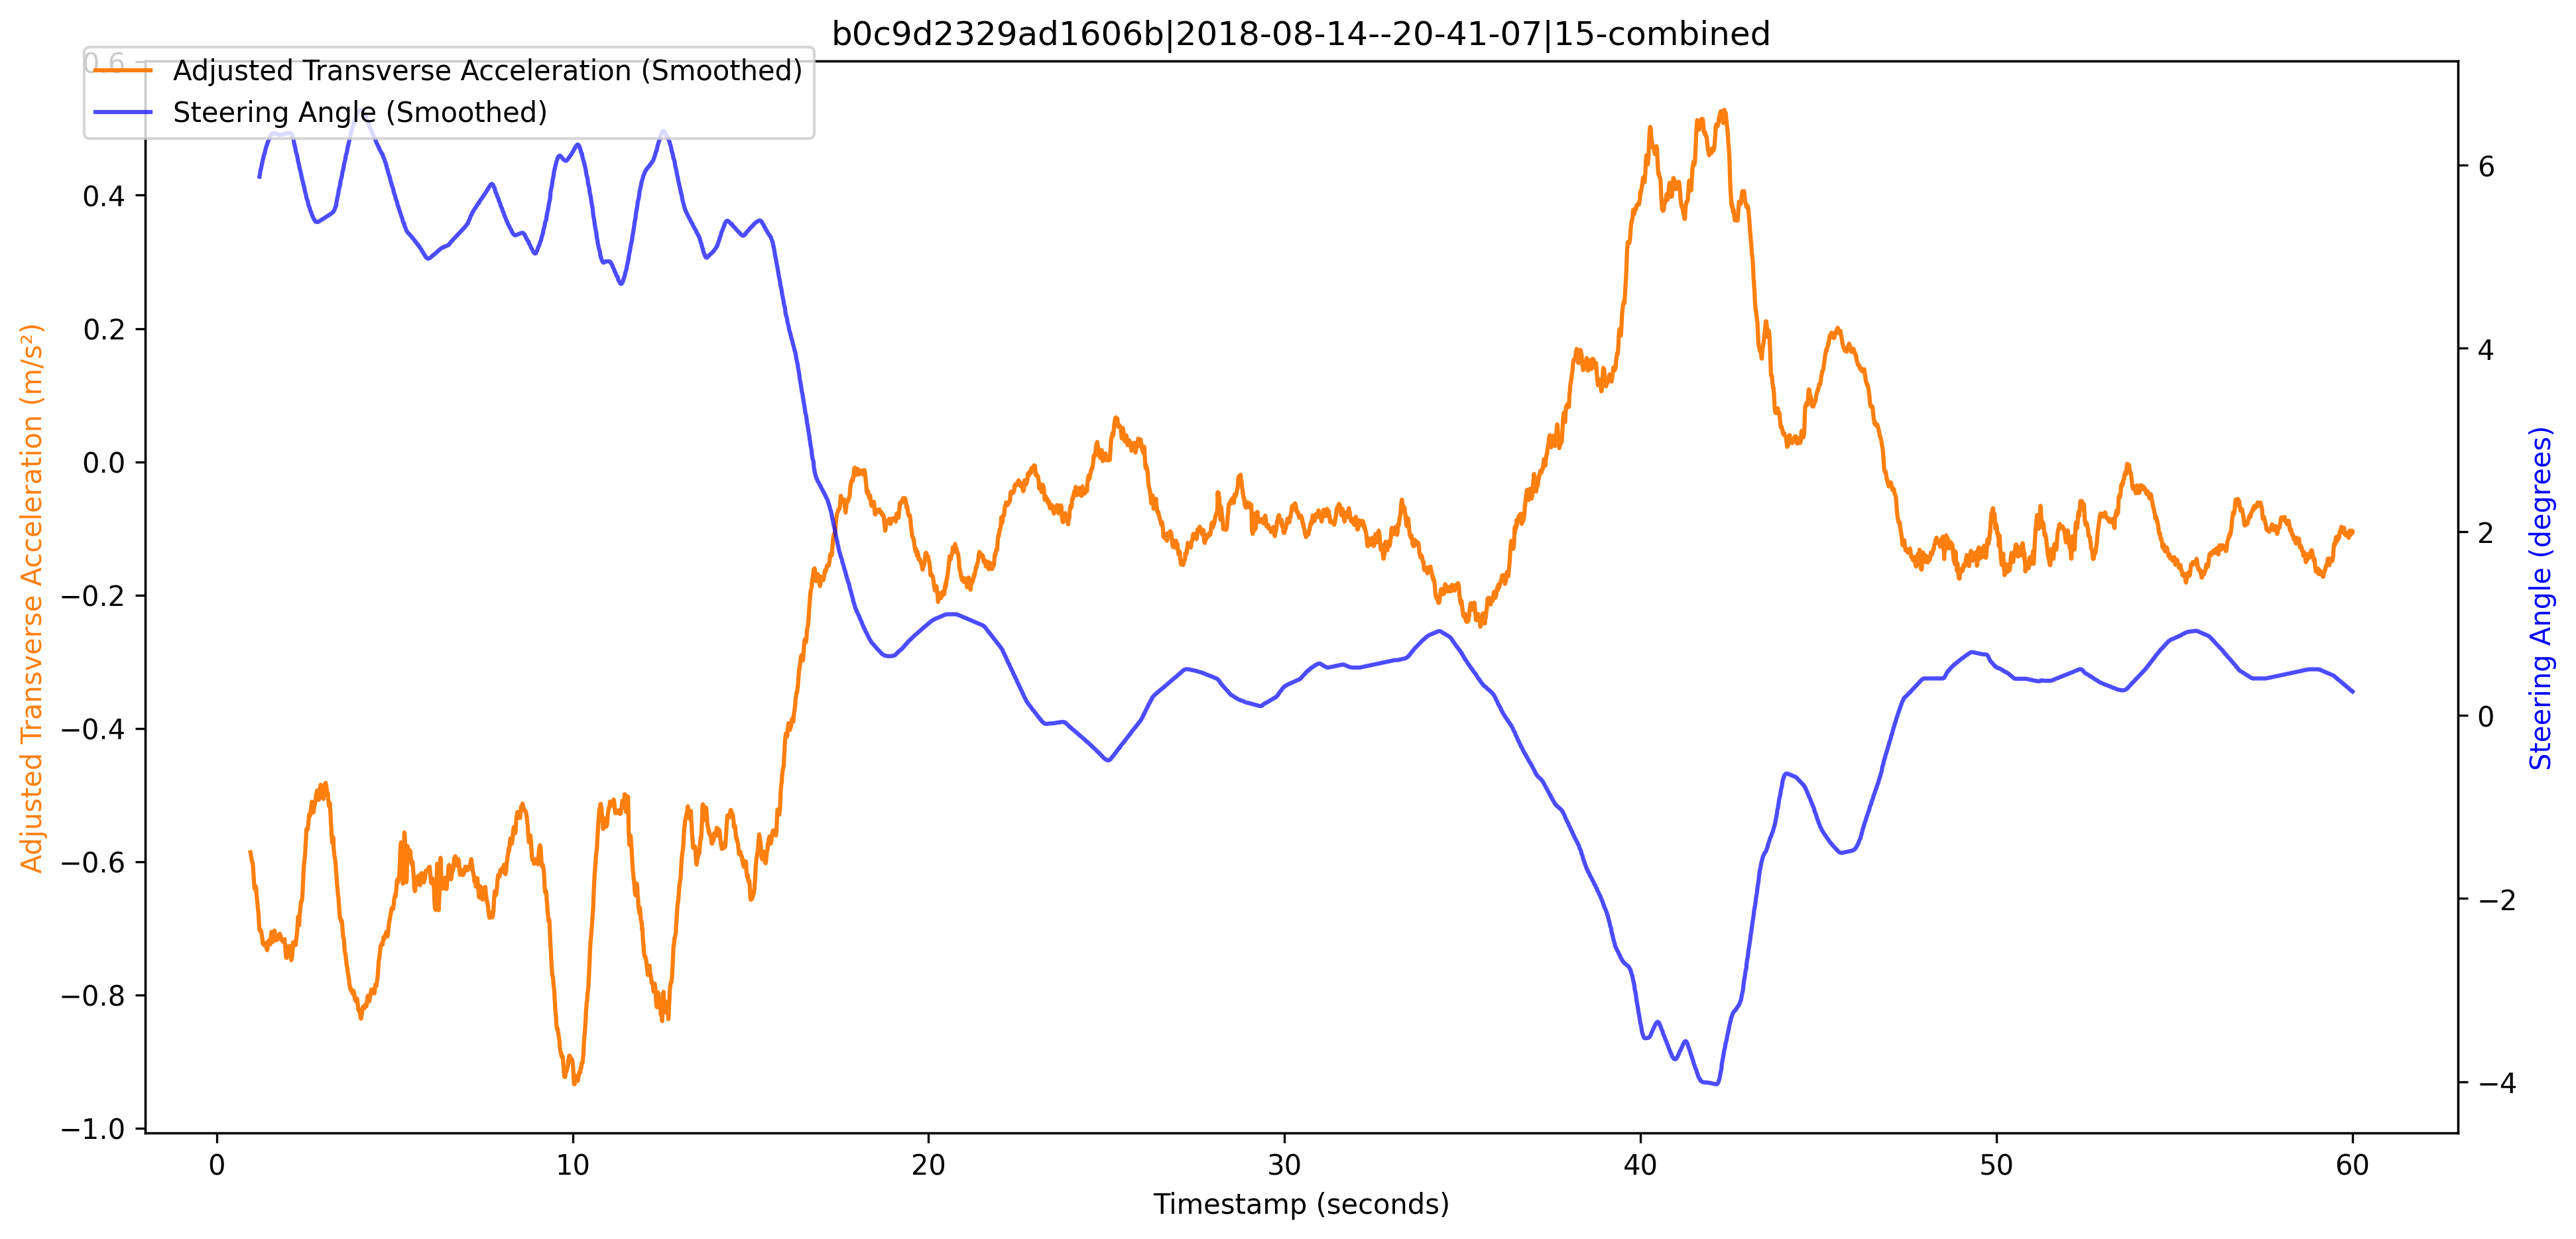 b0c9d2329ad1606b|2018-08-14--20-41-07|15-combined
Adjusted Transverse Acceleration (Smoothed)
Steering Angle (Smoothed)
Adjusted Transverse Acceleration (m/s²)
0.6
0.4
0.2
0.0
−0.2
−0.4
−0.6
−0.8
−1.0
6
4
2
0
−2
−4
Steering Angle (degrees)
0 10 20 30 40 50 60
Timestamp (seconds)